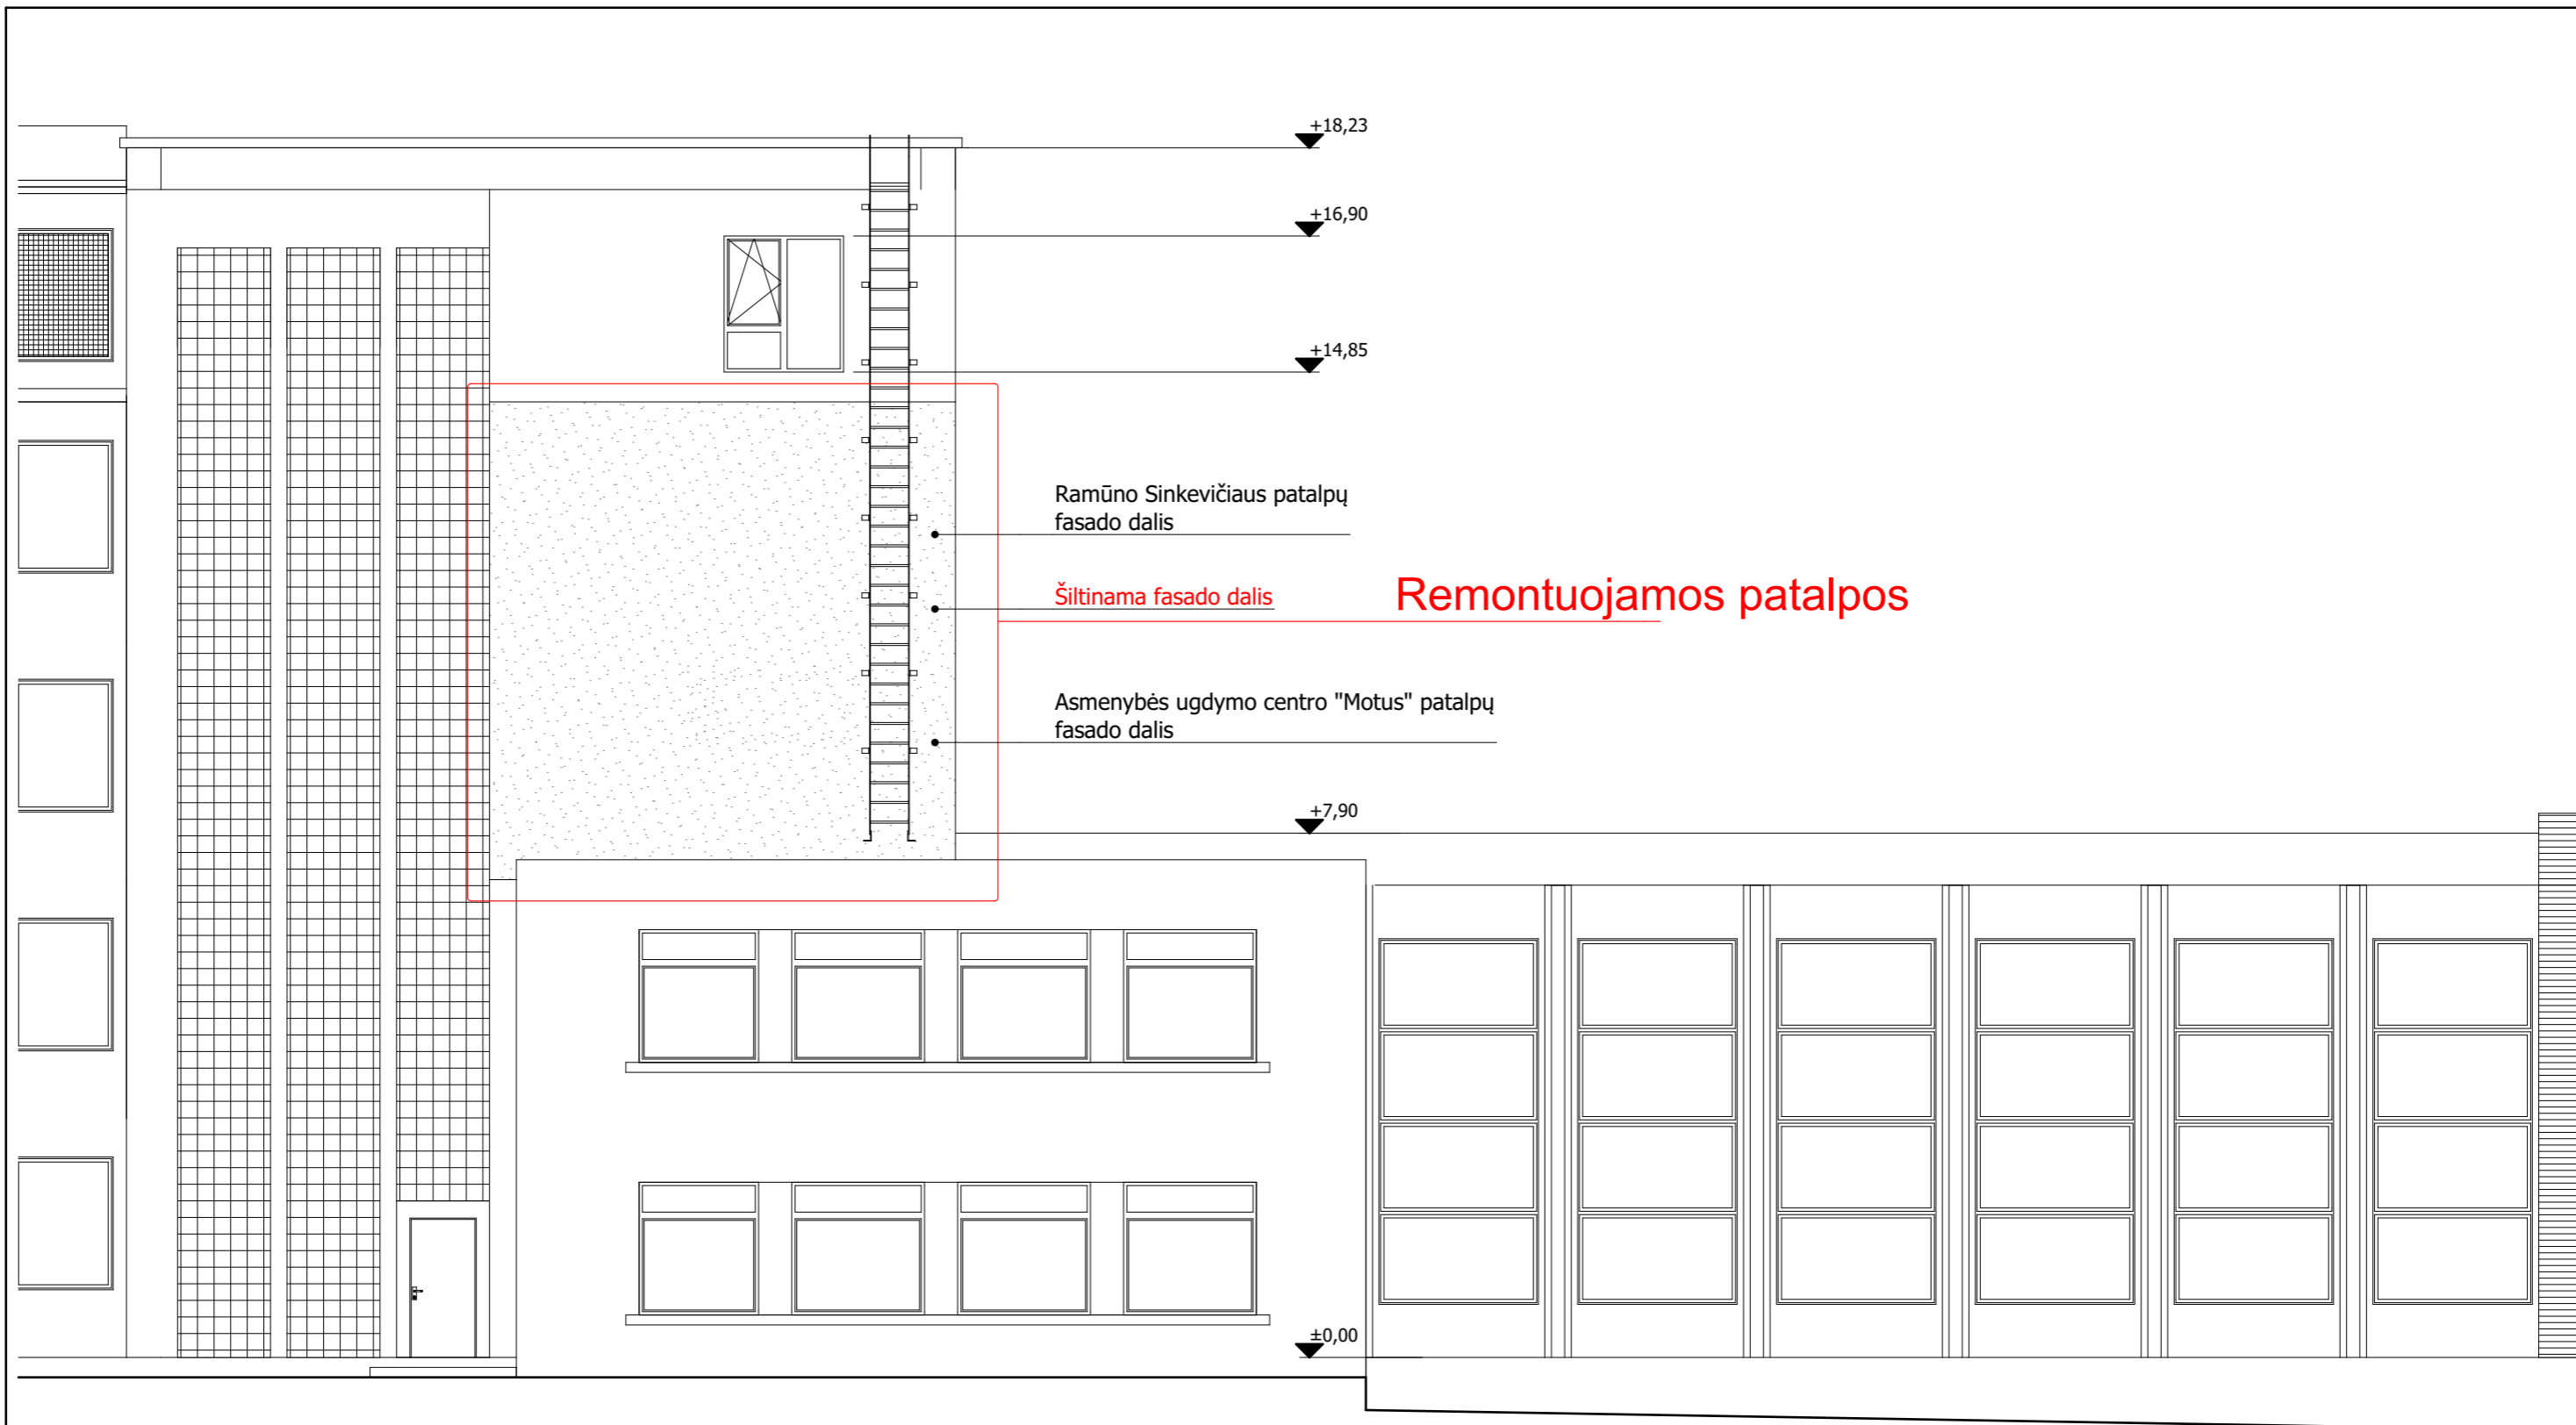 +18,23
+16,90
+14,85
Ramūno Sinkevičiaus patalpų
fasado dalis
Šiltinama fasado dalis
Remontuojamos patalpos
Asmenybės ugdymo centro "Motus" patalpų
fasado dalis
+7,90
±0,00